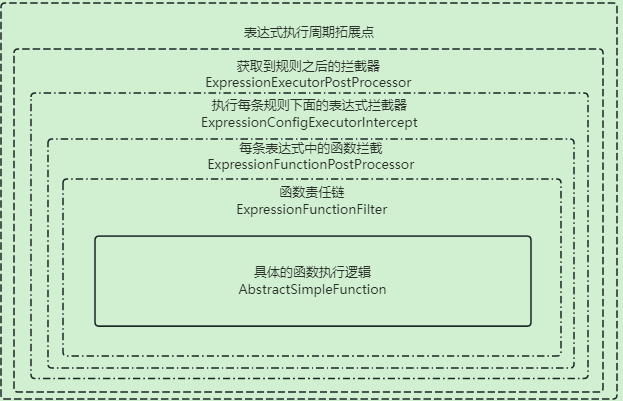 表达式执行周期拓展点
获取到规则之后的拦截器
ExpressionExecutorPostProcessor
执行每条规则下面的表达式拦截器
ExpressionConfigExecutorIntercept
每条表达式中的函数拦截
ExpressionFunctionPostProcessor
函数责任链
ExpressionFunctionFilter
具体的函数执行逻辑
AbstractSimpleFunction